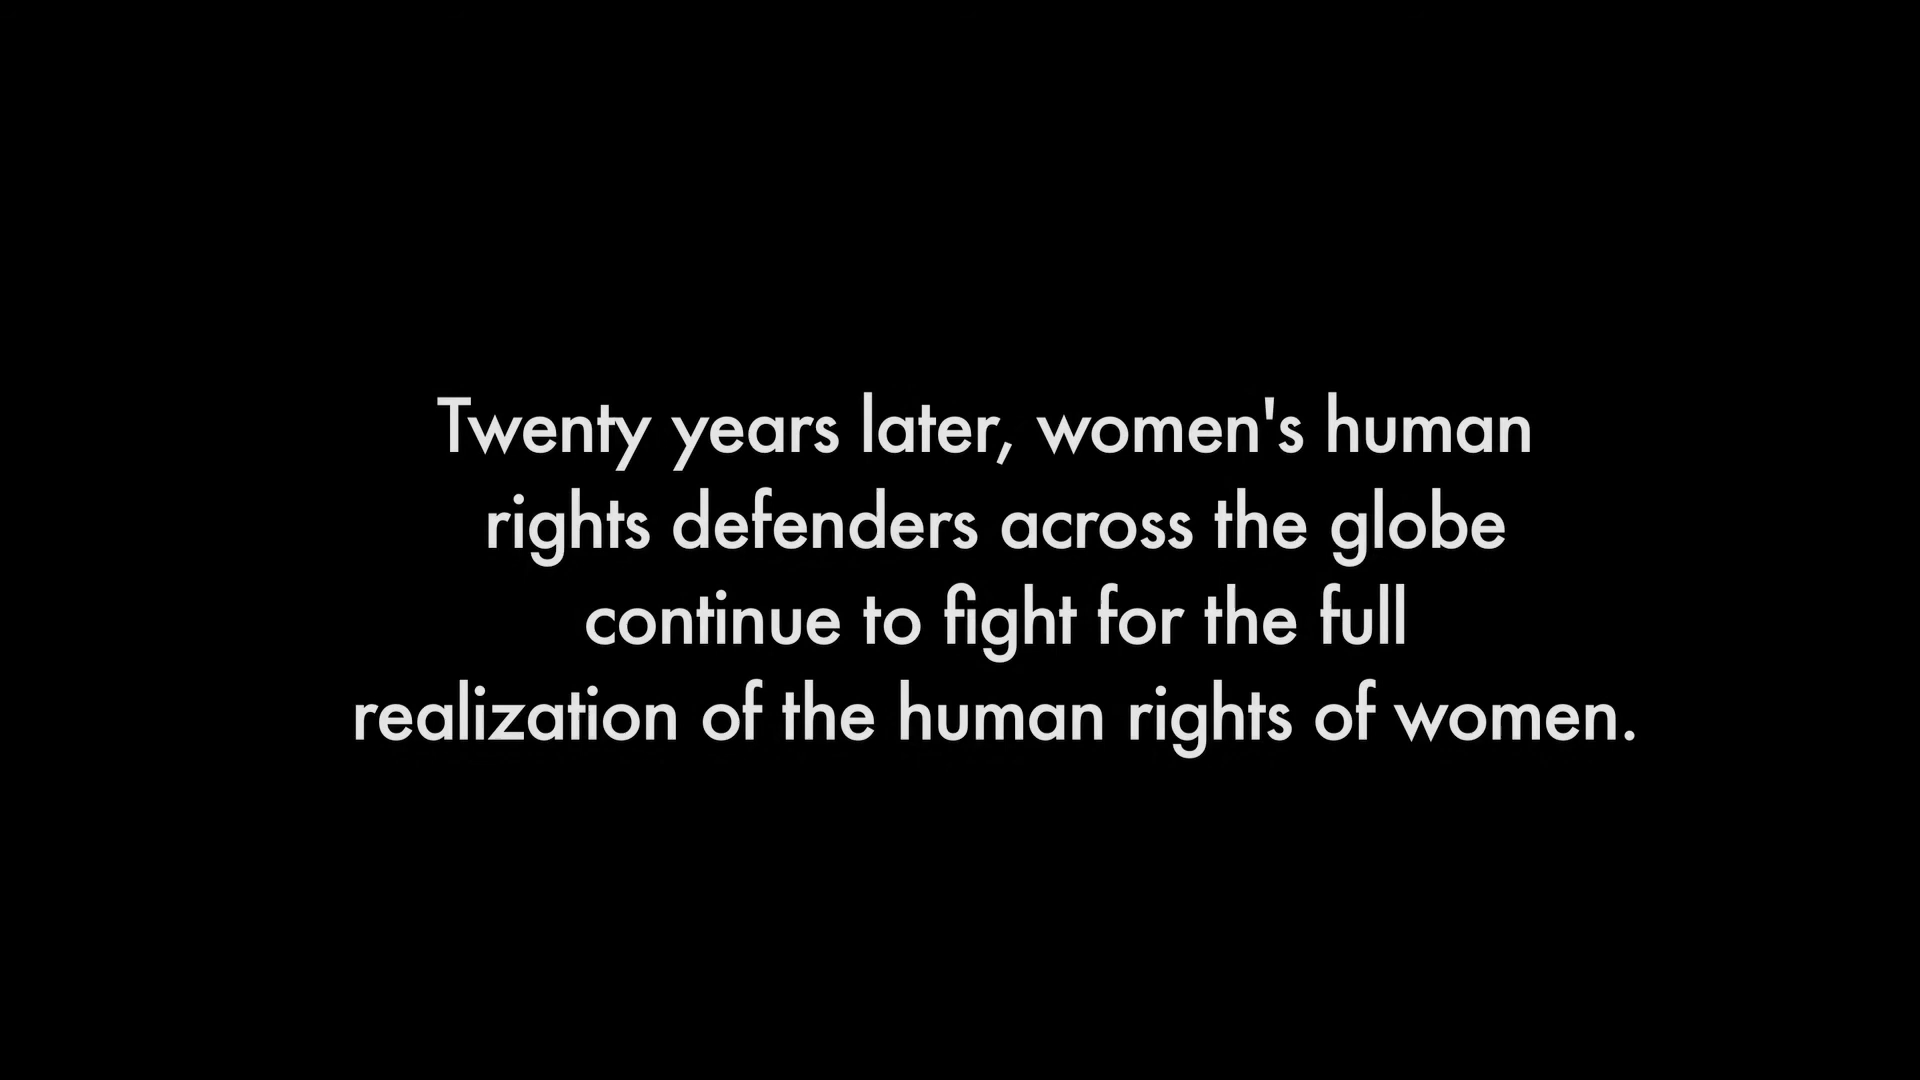 Twenty years later, women's human
rights defenders across the globe
continue to fight for the full
realization of the human rights of women.